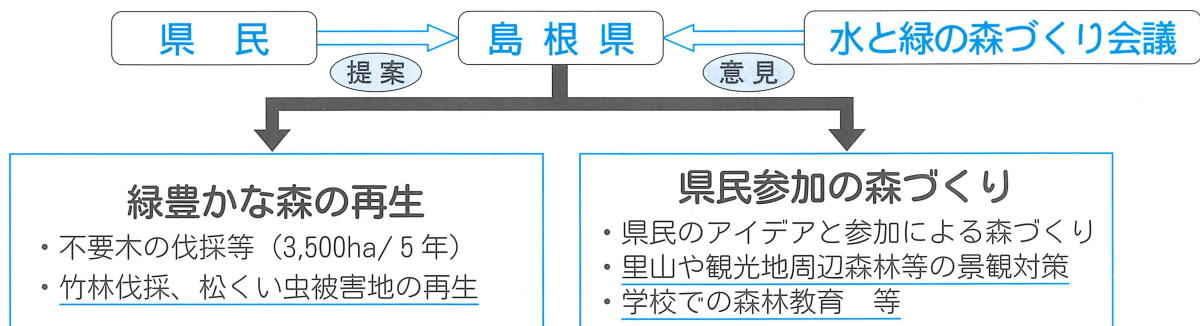 県 民
島 根 県
水と緑の森づくり会議
提 案
意 見
緑豊かな森の再生
・不要木の伐採等（3,500ha/ 5 年）
・竹林伐採、松くい虫被害地の再生
県民参加の森づくり
・県民のアイデアと参加による森づくり
・里山や観光地周辺森林等の景観対策
・学校での森林教育　等